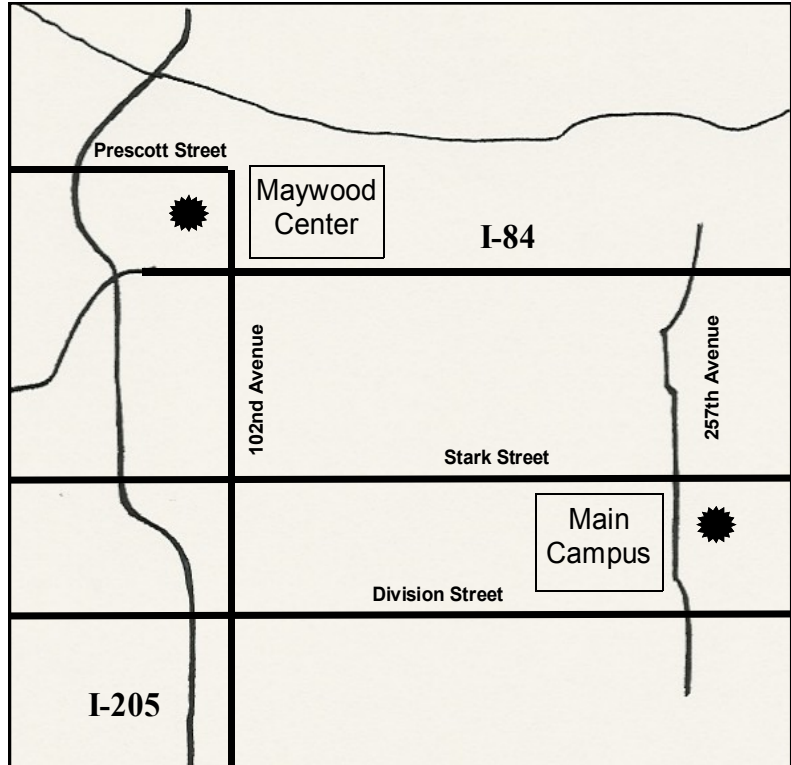 Prescott Street
Maywood
Center
I-84
102nd Avenue
257th Avenue
Stark Street
Main
Campus
Division Street
I-205